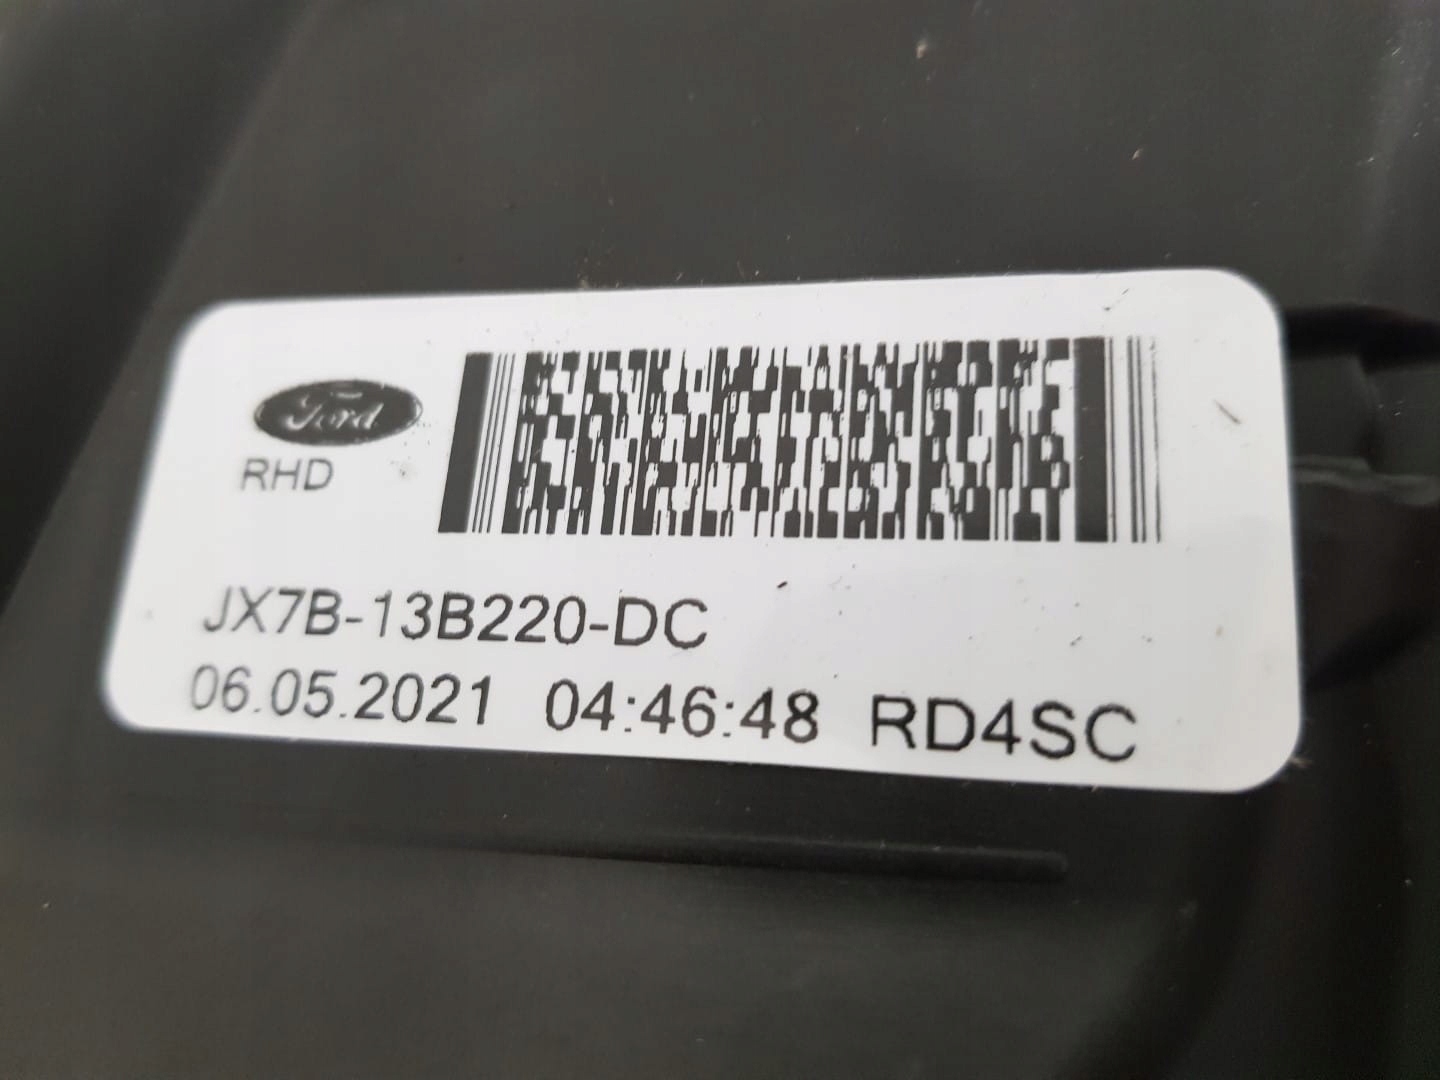 Ford
RHD
JX7B-13B220-DC
06.05.2021 04:46:48 RD4SC